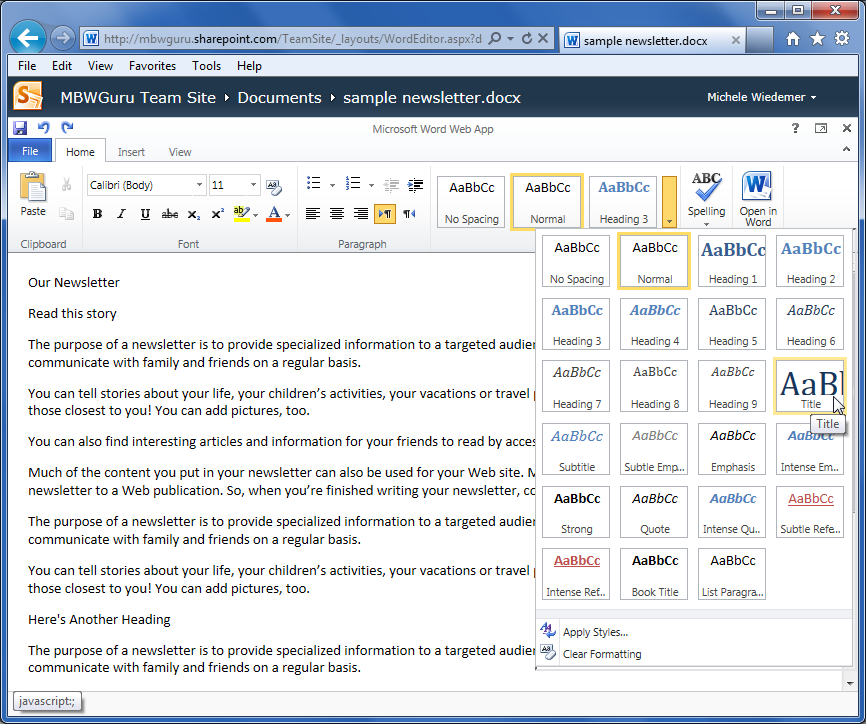 http://mbwguru.sharepoint.com/TeamSite/_layouts/WordEditor.aspx?d
sample newsletter.docx
File Edit View Favorites Tools Help
MBWGuru Team Site Documents sample newsletter.docx
Michele Wiedemer
Microsoft Word Web App
File Home Insert View
Paste
Clipboard
Calibri (Body) 11
B I U abc x₂ x² ab A
Font
Paragraph
AaBbCc AaBbCc AaBbCc
No Spacing Normal Heading 3
ABC
Spelling
Open in
Word
AaBbCc AaBbCc AaBbCc AaBbCc
No Spacing Normal Heading 1 Heading 2
AaBbCc AaBbCc AaBbCc AaBbCc
Heading 3 Heading 4 Heading 5 Heading 6
AaBbCc AaBbCc AaBbCc AaBl
Heading 7 Heading 8 Heading 9 Title
Title
AaBbCc AaBbCc AaBbCc AaBbCc
Subtitle Subtle Emp... Emphasis Intense Em...
AaBbCc AaBbCc AaBbCc AaBbCc
Strong Quote Intense Qu.. Subtle Refe...
AaBbCc AaBbCc AaBbCc
Intense Ref.. Book Title List Paragra...
Apply Styles...
Clear Formatting
Our Newsletter
Read this story
The purpose of a newsletter is to provide specialized information to a targeted audien
communicate with family and friends on a regular basis.
You can tell stories about your life, your children's activities, your vacations or travel p
those closest to you! You can add pictures, too.
You can also find interesting articles and information for your friends to read by acces
Much of the content you put in your newsletter can also be used for your Web site. M
newsletter to a Web publication. So, when you're finished writing your newsletter, co
The purpose of a newsletter is to provide specialized information to a targeted audien
communicate with family and friends on a regular basis.
You can tell stories about your life, your children's activities, your vacations or travel p
those closest to you! You can add pictures, too.
Here's Another Heading
The purpose of a newsletter is to provide specialized information to a targeted audien
communicate with family and friends on a regular basis.
javascript:;